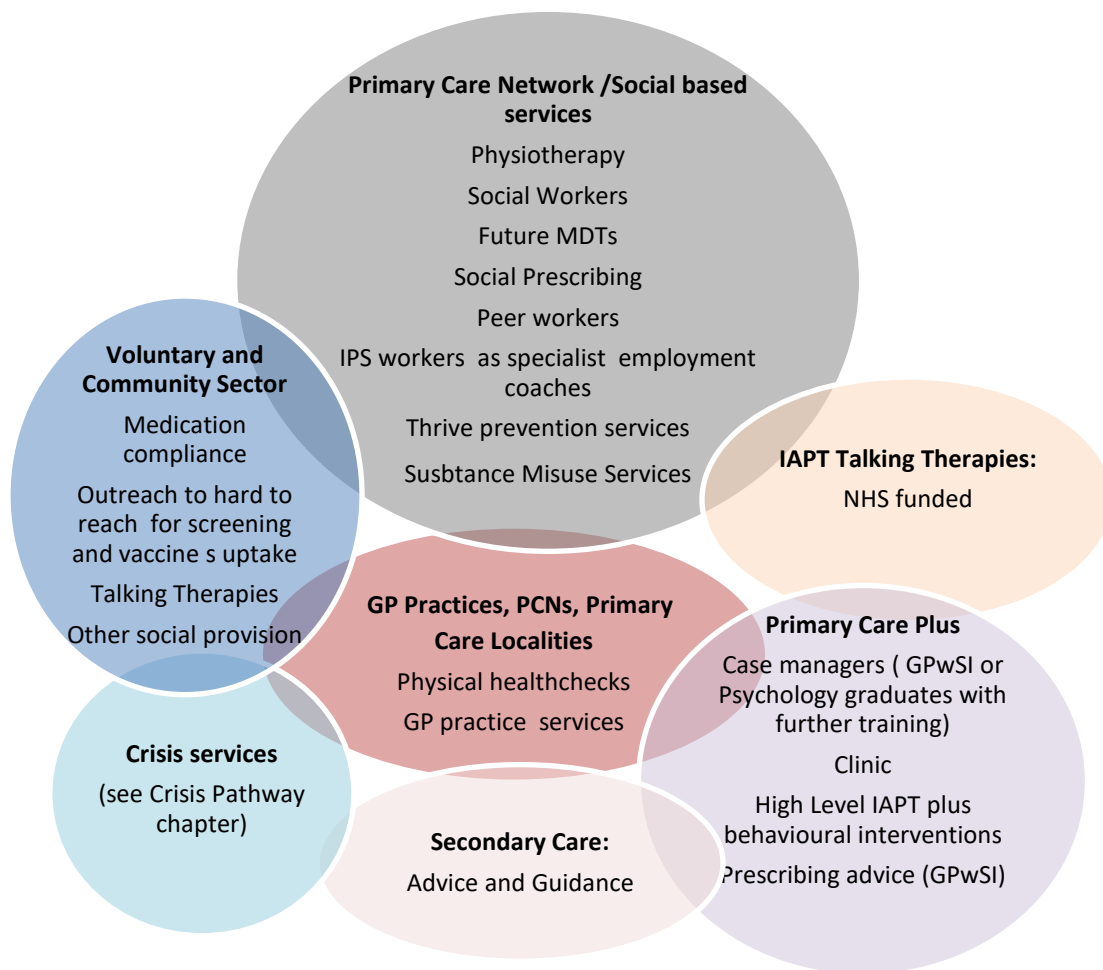 Primary Care Network /Social based
services
Physiotherapy
Social Workers
Future MDTs
Social Prescribing
Peer workers
IPS workers as specialist employment
coaches
Thrive prevention services
Susbtance Misuse Services
Voluntary and
Community Sector
Medication
compliance
Outreach to hard to
reach for screening
and vaccine s uptake
Talking Therapies
Other social provision
IAPT Talking Therapies:
NHS funded
GP Practices, PCNs, Primary
Care Localities
Physical healthchecks
GP practice services
Primary Care Plus
Case managers ( GPwSI or
Psychology graduates with
further training)
Clinic
High Level IAPT plus
behavioural interventions
Prescribing advice (GPwSI)
Crisis services
(see Crisis Pathway
chapter)
Secondary Care:
Advice and Guidance